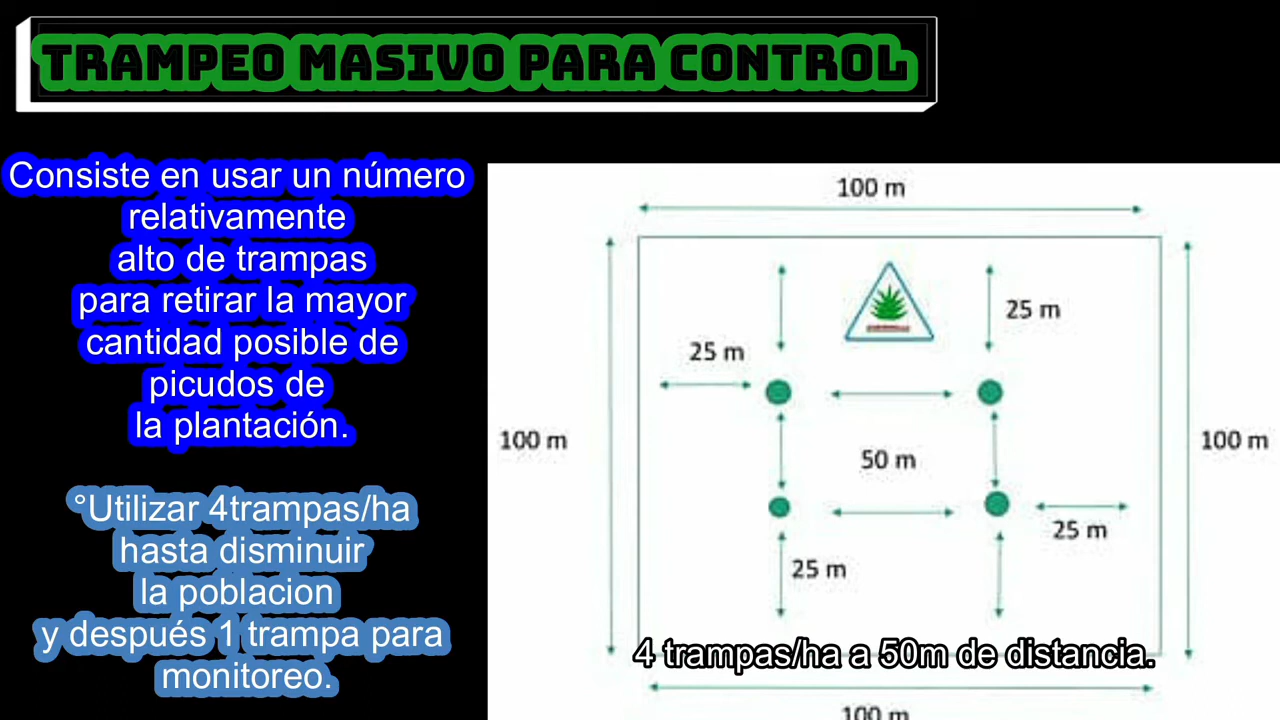 TRAMPEO MASIVO PARA CONTROL
Consiste en usar un número
relativamente
alto de trampas
para retirar la mayor
cantidad posible de
picudos de
la plantación.
°Utilizar 4trampas/ha
hasta disminuir
la poblacion
y después 1 trampa para
monitoreo.
100 m
25 m
25 m
100 m
100 m
50 m
25 m
25 m
4 trampas/ha a 50m de distancia.
100 m